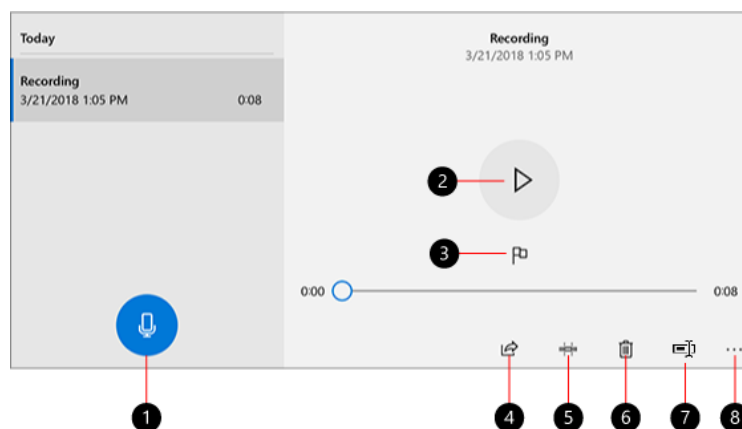 Today
Recording
3/21/2018 1:05 PM 0:08
Recording
3/21/2018 1:05 PM
2
3
0:00 0:08
1
4 5 6 7 8